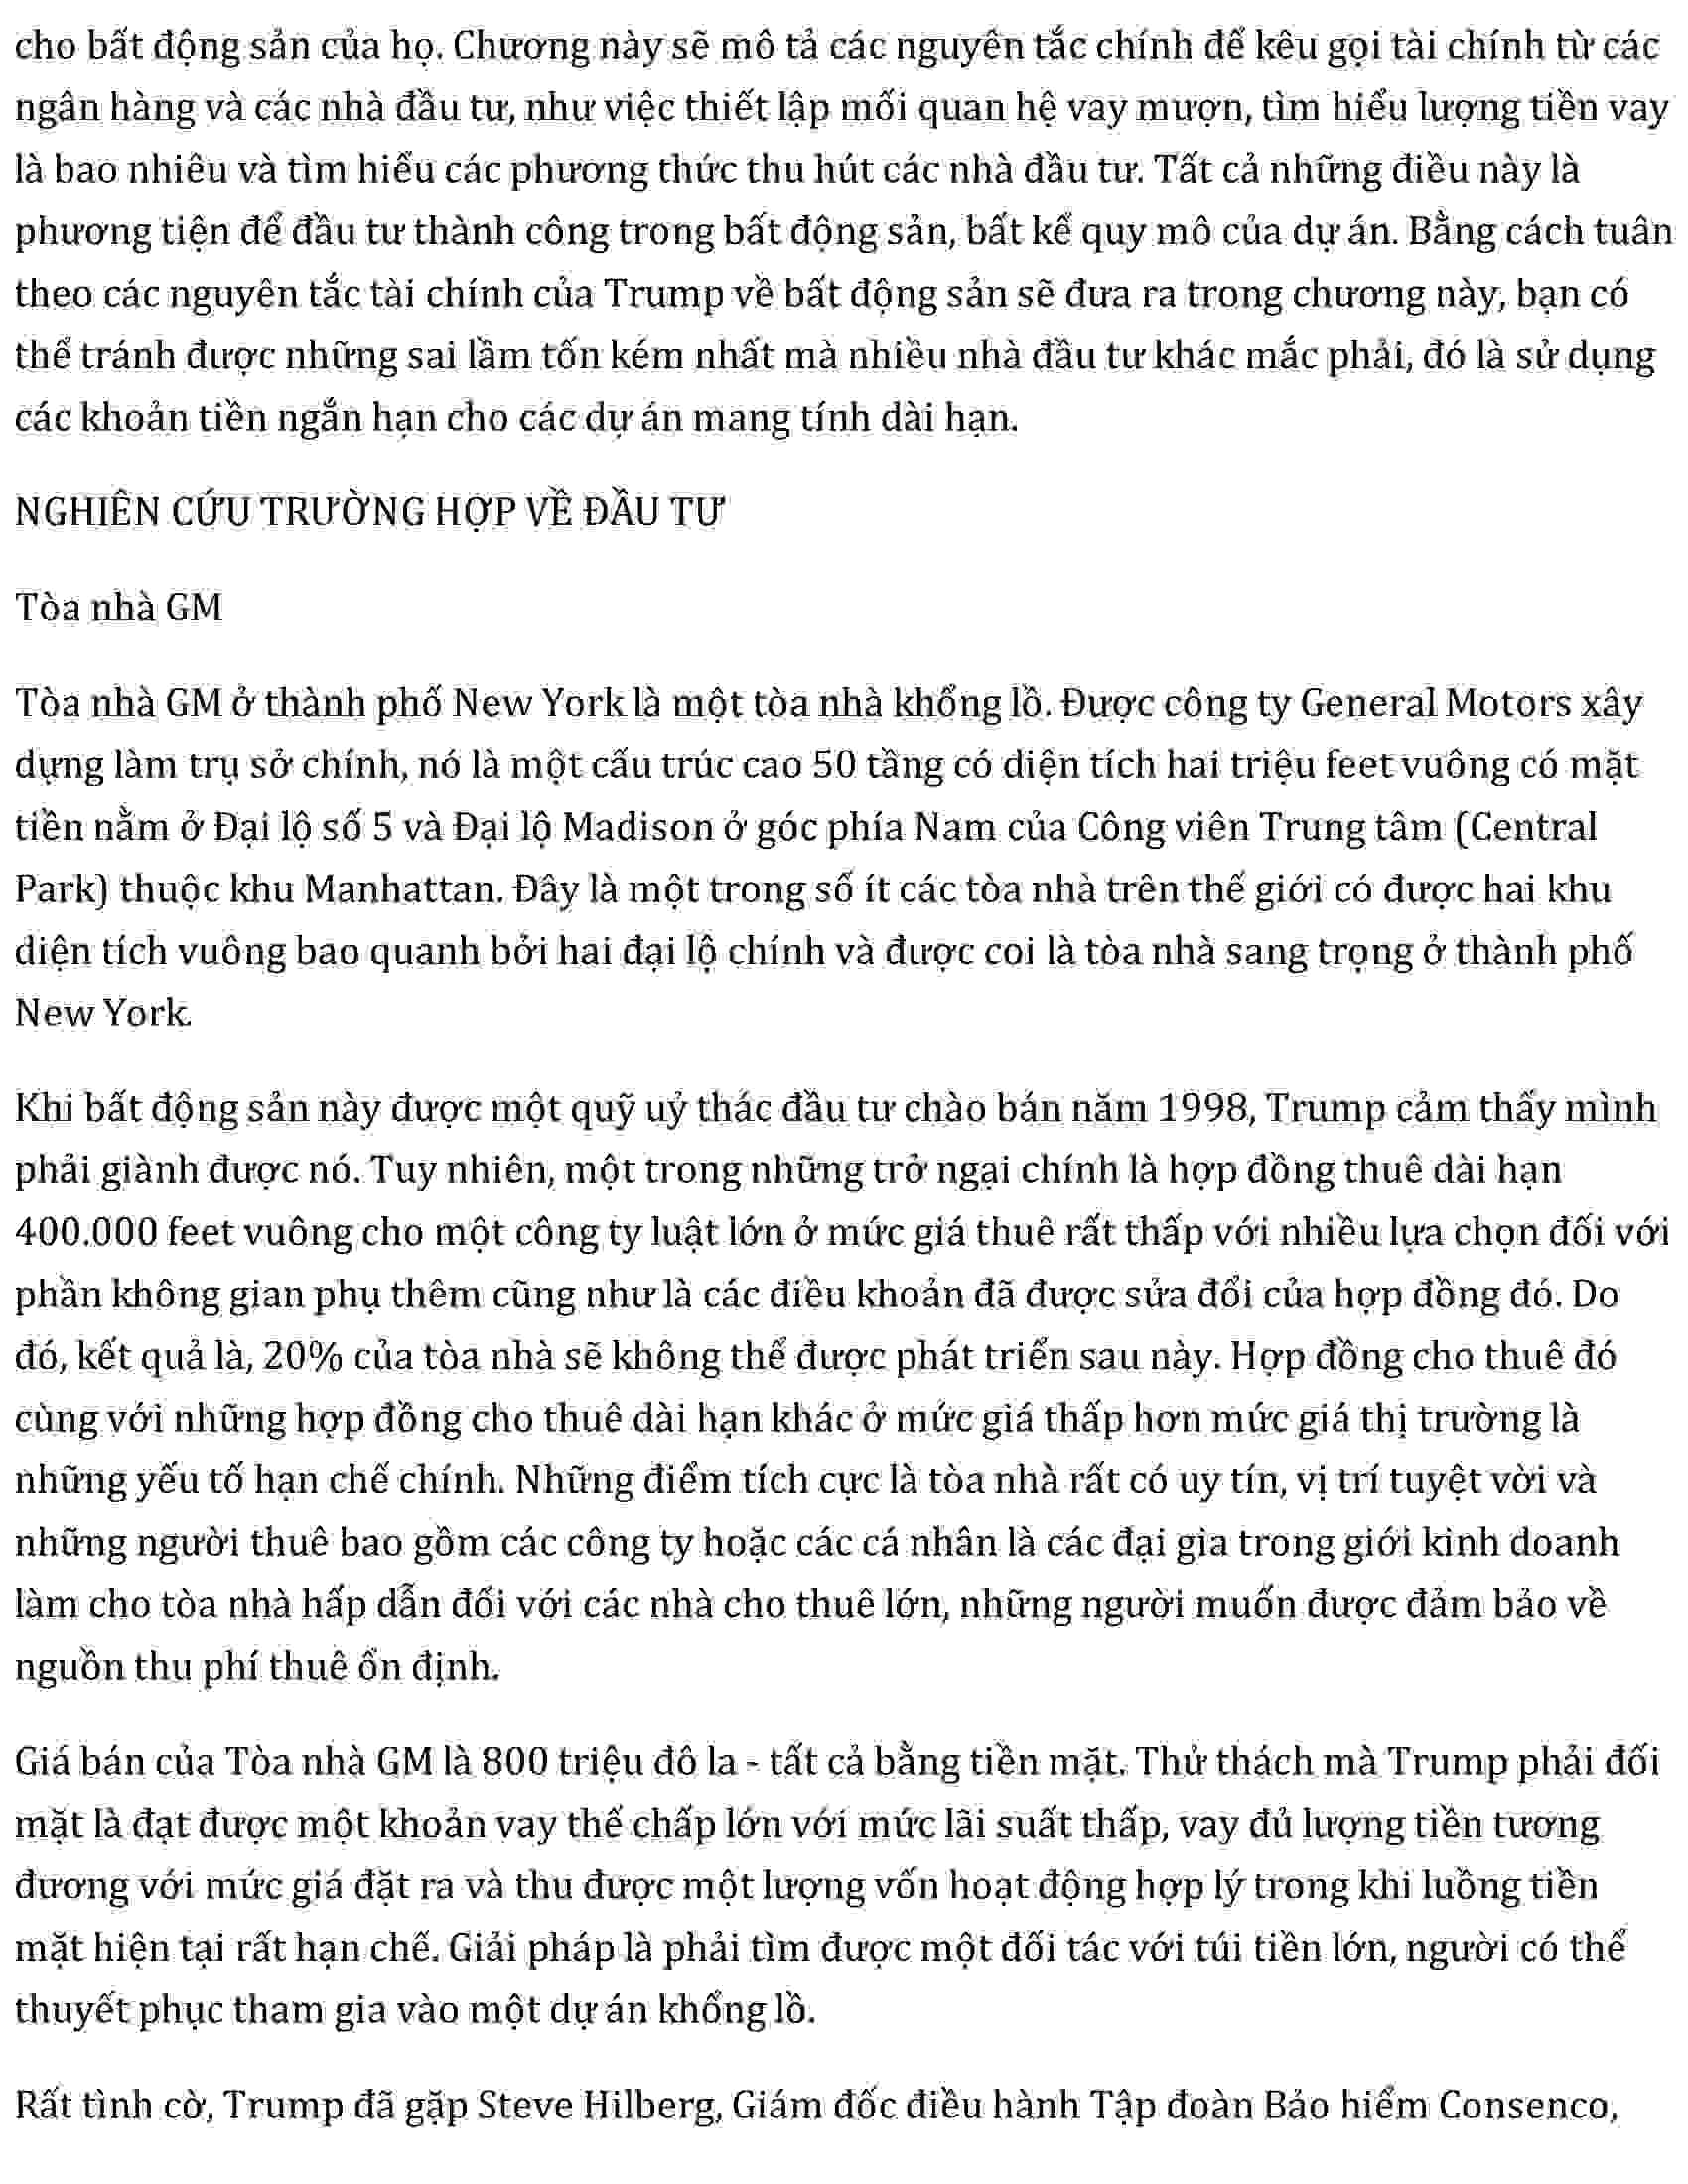 cho bất động sản của họ. Chương này sẽ mô tả các nguyên tắc chính để kêu gọi tài chính từ các
ngân hàng và các nhà đầu tư, như việc thiết lập mối quan hệ vay mượn, tìm hiểu lượng tiền vay
là bao nhiêu và tìm hiểu các phương thức thu hút các nhà đầu tư. Tất cả những điều này là
phương tiện để đầu tư thành công trong bất động sản, bất kể quy mô của dự án. Bằng cách tuân
theo các nguyên tắc tài chính của Trump về bất động sản sẽ đưa ra trong chương này, bạn có
thể tránh được những sai lầm tốn kém nhất mà nhiều nhà đầu tư khác mắc phải, đó là sử dụng
các khoản tiền ngắn hạn cho các dự án mang tính dài hạn.
NGHIÊN CỨU TRƯỜNG HỢP VỀ ĐẦU TƯ
Tòa nhà GM
Tòa nhà GM ở thành phố New York là một tòa nhà khổng lồ. Được công ty General Motors xây
dựng làm trụ sở chính, nó là một cấu trúc cao 50 tầng có diện tích hai triệu feet vuông có mặt
tiền nằm ở Đại lộ số 5 và Đại lộ Madison ở góc phía Nam của Công viên Trung tâm (Central
Park) thuộc khu Manhattan. Đây là một trong số ít các tòa nhà trên thế giới có được hai khu
diện tích vuông bao quanh bởi hai đại lộ chính và được coi là tòa nhà sang trọng ở thành phố
New York.
Khi bất động sản này được một quỹ uỷ thác đầu tư chào bán năm 1998, Trump cảm thấy mình
phải giành được nó. Tuy nhiên, một trong những trở ngại chính là hợp đồng thuê dài hạn
400.000 feet vuông cho một công ty luật lớn ở mức giá thuê rất thấp với nhiều lựa chọn đối với
phần không gian phụ thêm cũng như là các điều khoản đã được sửa đổi của hợp đồng đó. Do
đó, kết quả là, 20% của tòa nhà sẽ không thể được phát triển sau này. Hợp đồng cho thuê đó
cùng với những hợp đồng cho thuê dài hạn khác ở mức giá thấp hơn mức giá thị trường là
những yếu tố hạn chế chính. Những điểm tích cực là tòa nhà rất có uy tín, vị trí tuyệt vời và
những người thuê bao gồm các công ty hoặc các cá nhân là các đại gia trong giới kinh doanh
làm cho tòa nhà hấp dẫn đối với các nhà cho thuê lớn, những người muốn được đảm bảo về
nguồn thu phí thuê ổn định.
Giá bán của Tòa nhà GM là 800 triệu đô la - tất cả bằng tiền mặt. Thử thách mà Trump phải đối
mặt là đạt được một khoản vay thế chấp lớn với mức lãi suất thấp, vay đủ lượng tiền tương
đương với mức giá đặt ra và thu được một lượng vốn hoạt động hợp lý trong khi luồng tiền
mặt hiện tại rất hạn chế. Giải pháp là phải tìm được một đối tác với túi tiền lớn, người có thể
thuyết phục tham gia vào một dự án khổng lồ.
Rất tình cờ, Trump đã gặp Steve Hilberg, Giám đốc điều hành Tập đoàn Bảo hiểm Consenco,